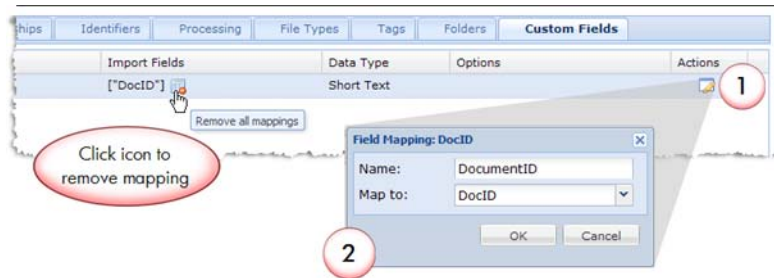 hips Identifiers Processing File Types Tags Folders Custom Fields
Import Fields Data Type Options Actions
["DocID"] Short Text
1
Remove all mappings
Click icon to
remove mapping
Field Mapping: DocID
Name: DocumentID
Map to: DocID
OK Cancel
2